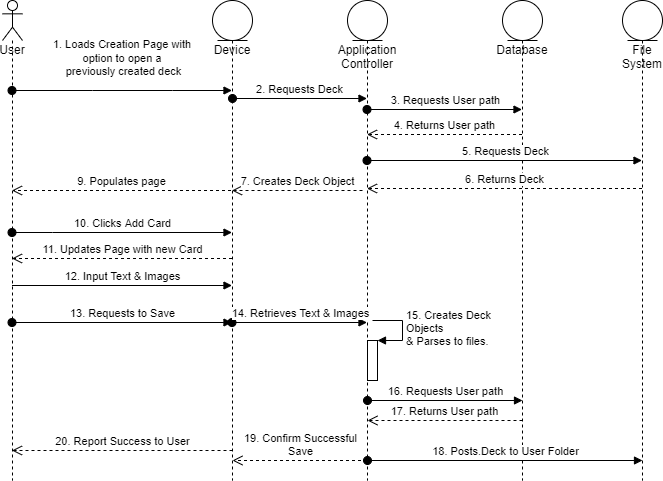 User
Device
Application
Controller
Database
File
System
1. Loads Creation Page with
option to open a
previously created deck
2. Requests Deck
3. Requests User path
4. Returns User path
5. Requests Deck
6. Returns Deck
7. Creates Deck Object
9. Populates page
10. Clicks Add Card
11. Updates Page with new Card
12. Input Text & Images
13. Requests to Save
14. Retrieves Text & Images
15. Creates Deck
Objects
& Parses to files.
16. Requests User path
17. Returns User path
18. Posts.Deck to User Folder
19. Confirm Successful
Save
20. Report Success to User